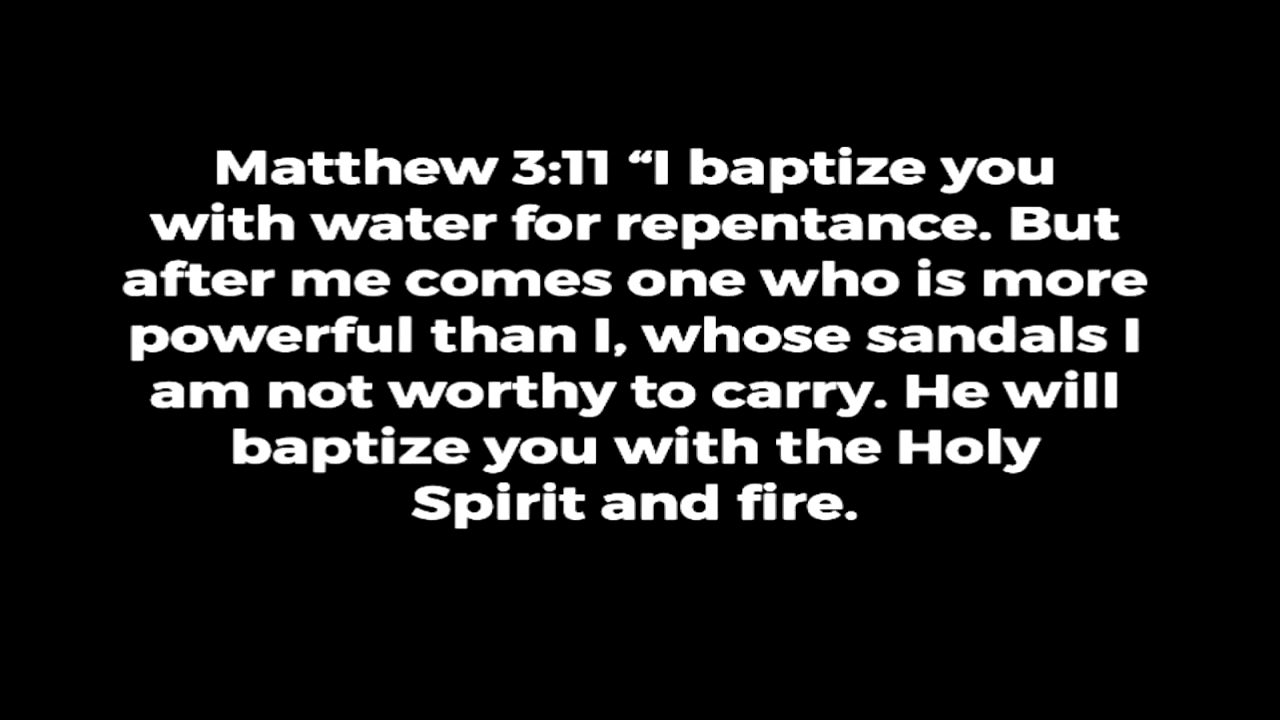 Matthew 3:11 “I baptize you
with water for repentance. But
after me comes one who is more
powerful than I, whose sandals I
am not worthy to carry. He will
baptize you with the Holy
Spirit and fire.